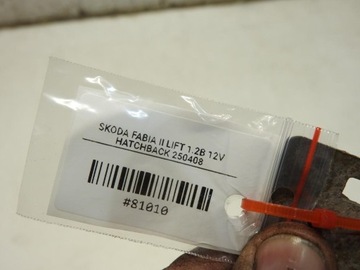 SKODA FABIA II LIFT 1.2B 12V
HATCHBACK 250408
#81010